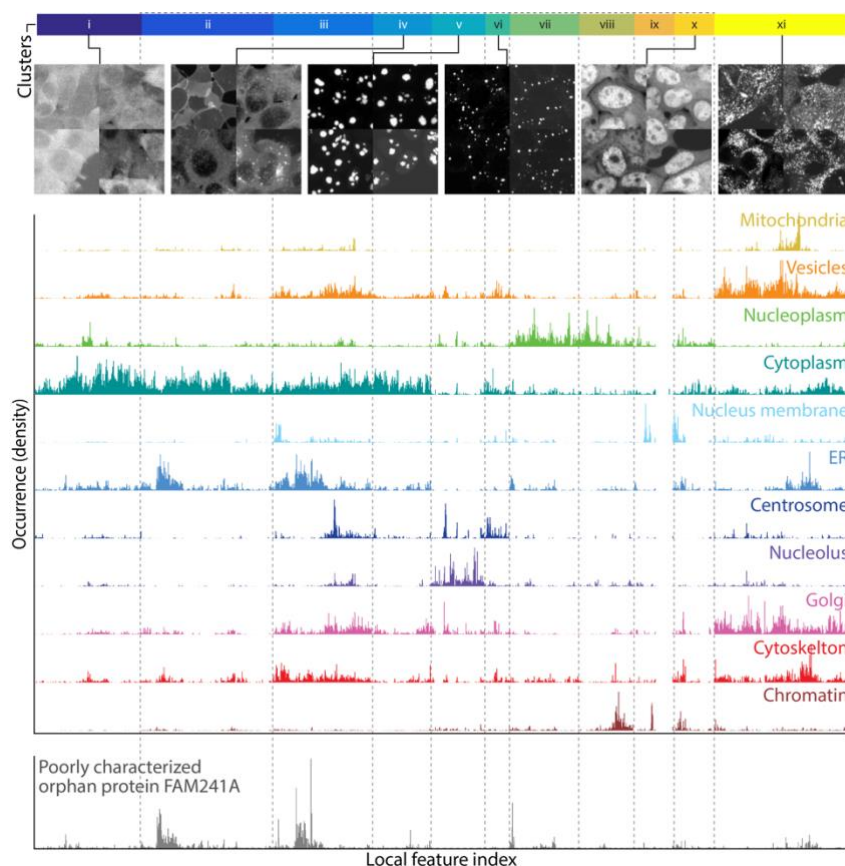 Clusters
i ii iii iv v vi vii viii ix x xi
Mitochondria
Vesicles
Nucleoplasm
Cytoplasm
Nucleus membrane
ER
Centrosome
Nucleolus
Golgi
Cytoskelton
Chromatin
Occurrence (density)
Poorly characterized
orphan protein FAM241A
Local feature index